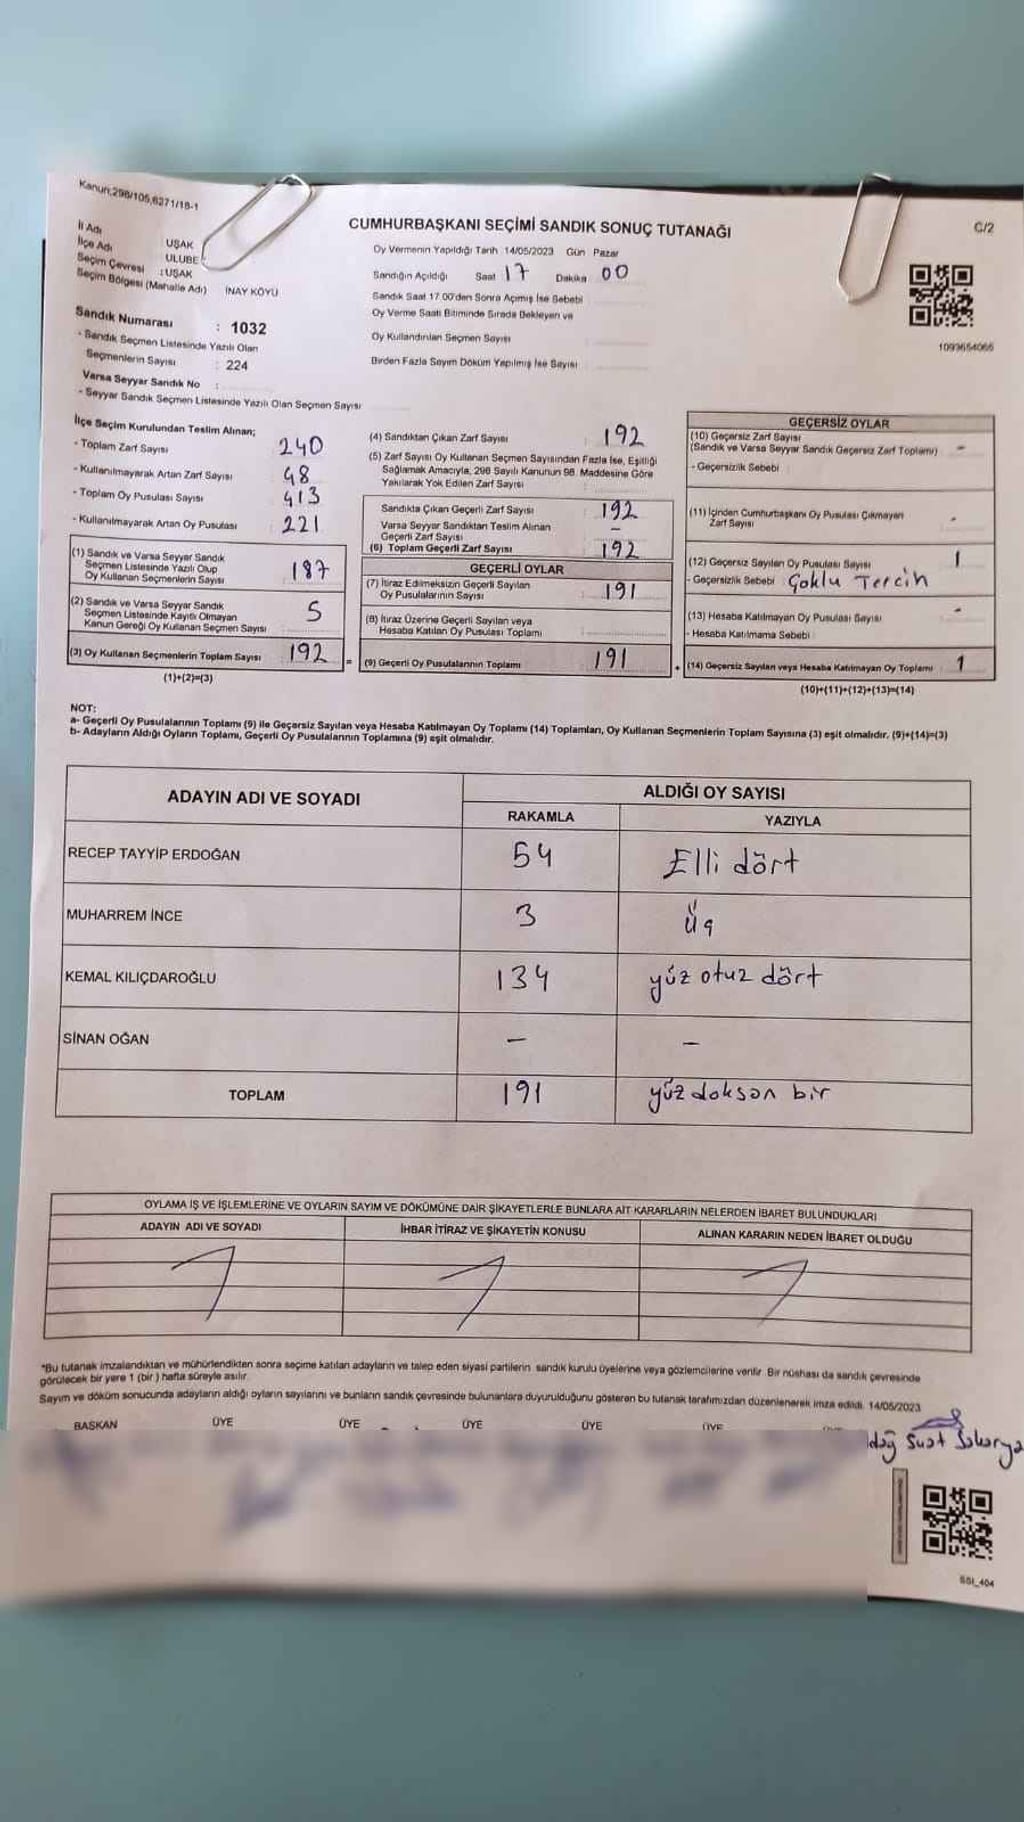 Kanun;298/105,6271/18-1
CUMHURBAŞKANI SEÇİMİ SANDIK SONUÇ TUTANAĞI
C/2
İl Adı
UŞAK
İlçe Adı
ULUBE
Seçim Çevresi : UŞAK
Seçim Bölgesi (Mahalle Adı) İNAY KÖYÜ
Oy Vermenin Yapıldığı Tarih 14/05/2023 Gün Pazar
Sandığın Açıldığı Saat 17 Dakika 00
Sandık Saat 17.00'den Sonra Açılmış İse Sebebi
Oy Verme Saati Bitiminde Sırada Bekleyen ve
Oy Kullandırılan Seçmen Sayısı
Birden Fazla Sayım Döküm Yapılmış İse Sayısı
1093654065
Sandık Numarası : 1032
- Sandık Seçmen Listesinde Yazılı Olan
Seçmenlerin Sayısı : 224
Varsa Seyyar Sandık No :
- Seyyar Sandık Seçmen Listesinde Yazılı Olan Seçmen Sayısı
İlçe Seçim Kurulundan Teslim Alınan;
- Toplam Zarf Sayısı 240
- Kullanılmayarak Artan Zarf Sayısı 48
- Toplam Oy Pusulası Sayısı 413
- Kullanılmayarak Artan Oy Pusulası 221
(1) Sandık ve Varsa Seyyar Sandık
Seçmen Listesinde Yazılı Olup
Oy Kullanan Seçmenlerin Sayısı 187
(2) Sandık ve Varsa Seyyar Sandık
Seçmen Listesinde Kayıtlı Olmayan
Kanun Gereği Oy Kullanan Seçmen Sayısı 5
(3) Oy Kullanan Seçmenlerin Toplam Sayısı 192 =
(1)+(2)=(3)
(4) Sandıktan Çıkan Zarf Sayısı 192
(5) Zarf Sayısı Oy Kullanan Seçmen Sayısından Fazla İse, Eşitliği
Sağlamak Amacıyla, 298 Sayılı Kanunun 98. Maddesine Göre
Yakılarak Yok Edilen Zarf Sayısı
Sandıkta Çıkan Geçerli Zarf Sayısı 192
Varsa Seyyar Sandıktan Teslim Alınan
Geçerli Zarf Sayısı -
(6) Toplam Geçerli Zarf Sayısı 192
GEÇERLİ OYLAR
(7) İtiraz Edilmeksizin Geçerli Sayılan
Oy Pusulalarının Sayısı : 191
(8) İtiraz Üzerine Geçerli Sayılan veya
Hesaba Katılan Oy Pusulası Toplamı
(9) Geçerli Oy Pusulalarının Toplamı 191 +
GEÇERSİZ OYLAR
(10) Geçersiz Zarf Sayısı
(Sandık ve Varsa Seyyar Sandık Geçersiz Zarf Toplamı) -
- Geçersizlik Sebebi :
(11) İçinden Cumhurbaşkanı Oy Pusulası Çıkmayan
Zarf Sayısı -
(12) Geçersiz Sayılan Oy Pusulası Sayısı 1
- Geçersizlik Sebebi Çoklu Tercih
(13) Hesaba Katılmayan Oy Pusulası Sayısı -
- Hesaba Katılmama Sebebi
(14) Geçersiz Sayılan veya Hesaba Katılmayan Oy Toplamı 1
(10)+(11)+(12)+(13)=(14)
NOT:
a- Geçerli Oy Pusulalarının Toplamı (9) ile Geçersiz Sayılan veya Hesaba Katılmayan Oy Toplamı (14) Toplamları, Oy Kullanan Seçmenlerin Toplam Sayısına (3) eşit olmalıdır. (9)+(14)=(3)
b- Adayların Aldığı Oyların Toplamı, Geçerli Oy Pusulalarının Toplamına (9) eşit olmalıdır.
ADAYIN ADI VE SOYADI
ALDIĞI OY SAYISI
RAKAMLA YAZIYLA
RECEP TAYYİP ERDOĞAN 54 Elli dört
MUHARREM İNCE 3 üç
KEMAL KILIÇDAROĞLU 134 yüz otuz dört
SİNAN OĞAN - -
TOPLAM 191 yüz doksan bir
OYLAMA İŞ VE İŞLEMLERİNE VE OYLARIN SAYIM VE DÖKÜMÜNE DAİR ŞİKAYETLERLE BUNLARA AİT KARARLARIN NELERDEN İBARET BULUNDUKLARI
ADAYIN ADI VE SOYADI İHBAR İTİRAZ VE ŞİKAYETİN KONUSU ALINAN KARARIN NEDEN İBARET OLDUĞU
*Bu tutanak imzalandıktan ve mühürlendikten sonra seçime katılan adayların ve talep eden siyasi partilerin sandık kurulu üyelerine veya gözlemcilerine verilir. Bir nüshası da sandık çevresinde
görülecek bir yere 1 (bir) hafta süreyle asılır.
Sayım ve döküm sonucunda adayların aldığı oyların sayılarını ve bunların sandık çevresinde bulunanlara duyurulduğunu gösteren bu tutanak tarafımızdan düzenlenerek imza edildi. 14/05/2023
BAŞKAN ÜYE ÜYE ÜYE ÜYE ÜYE
Suat Sakarya
SSI_404